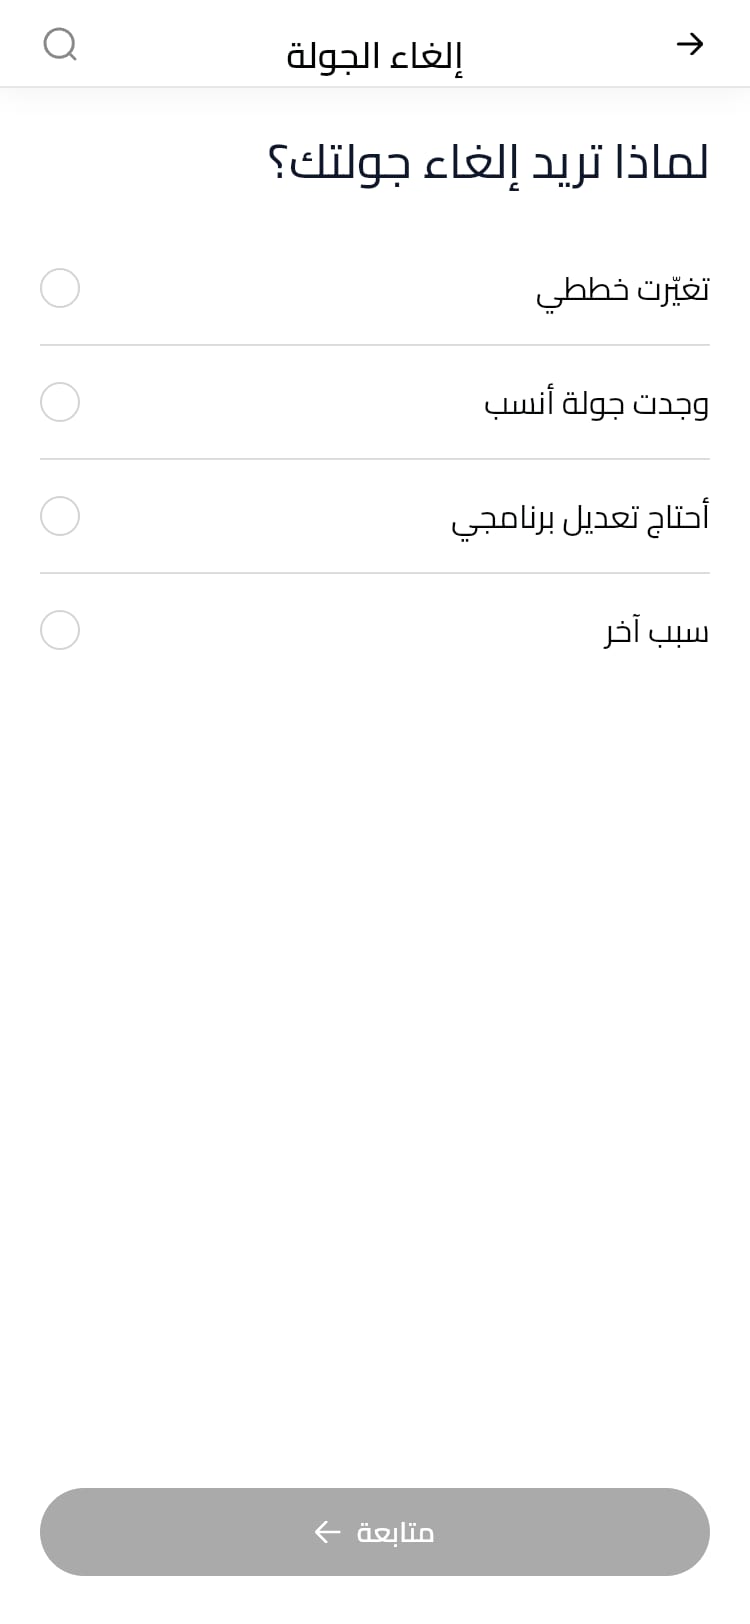 إلغاء الجولة
لماذا تريد إلغاء جولتك؟
تغيّرت خططي
وجدت جولة أنسب
أحتاج تعديل برنامجي
سبب آخر
متابعة